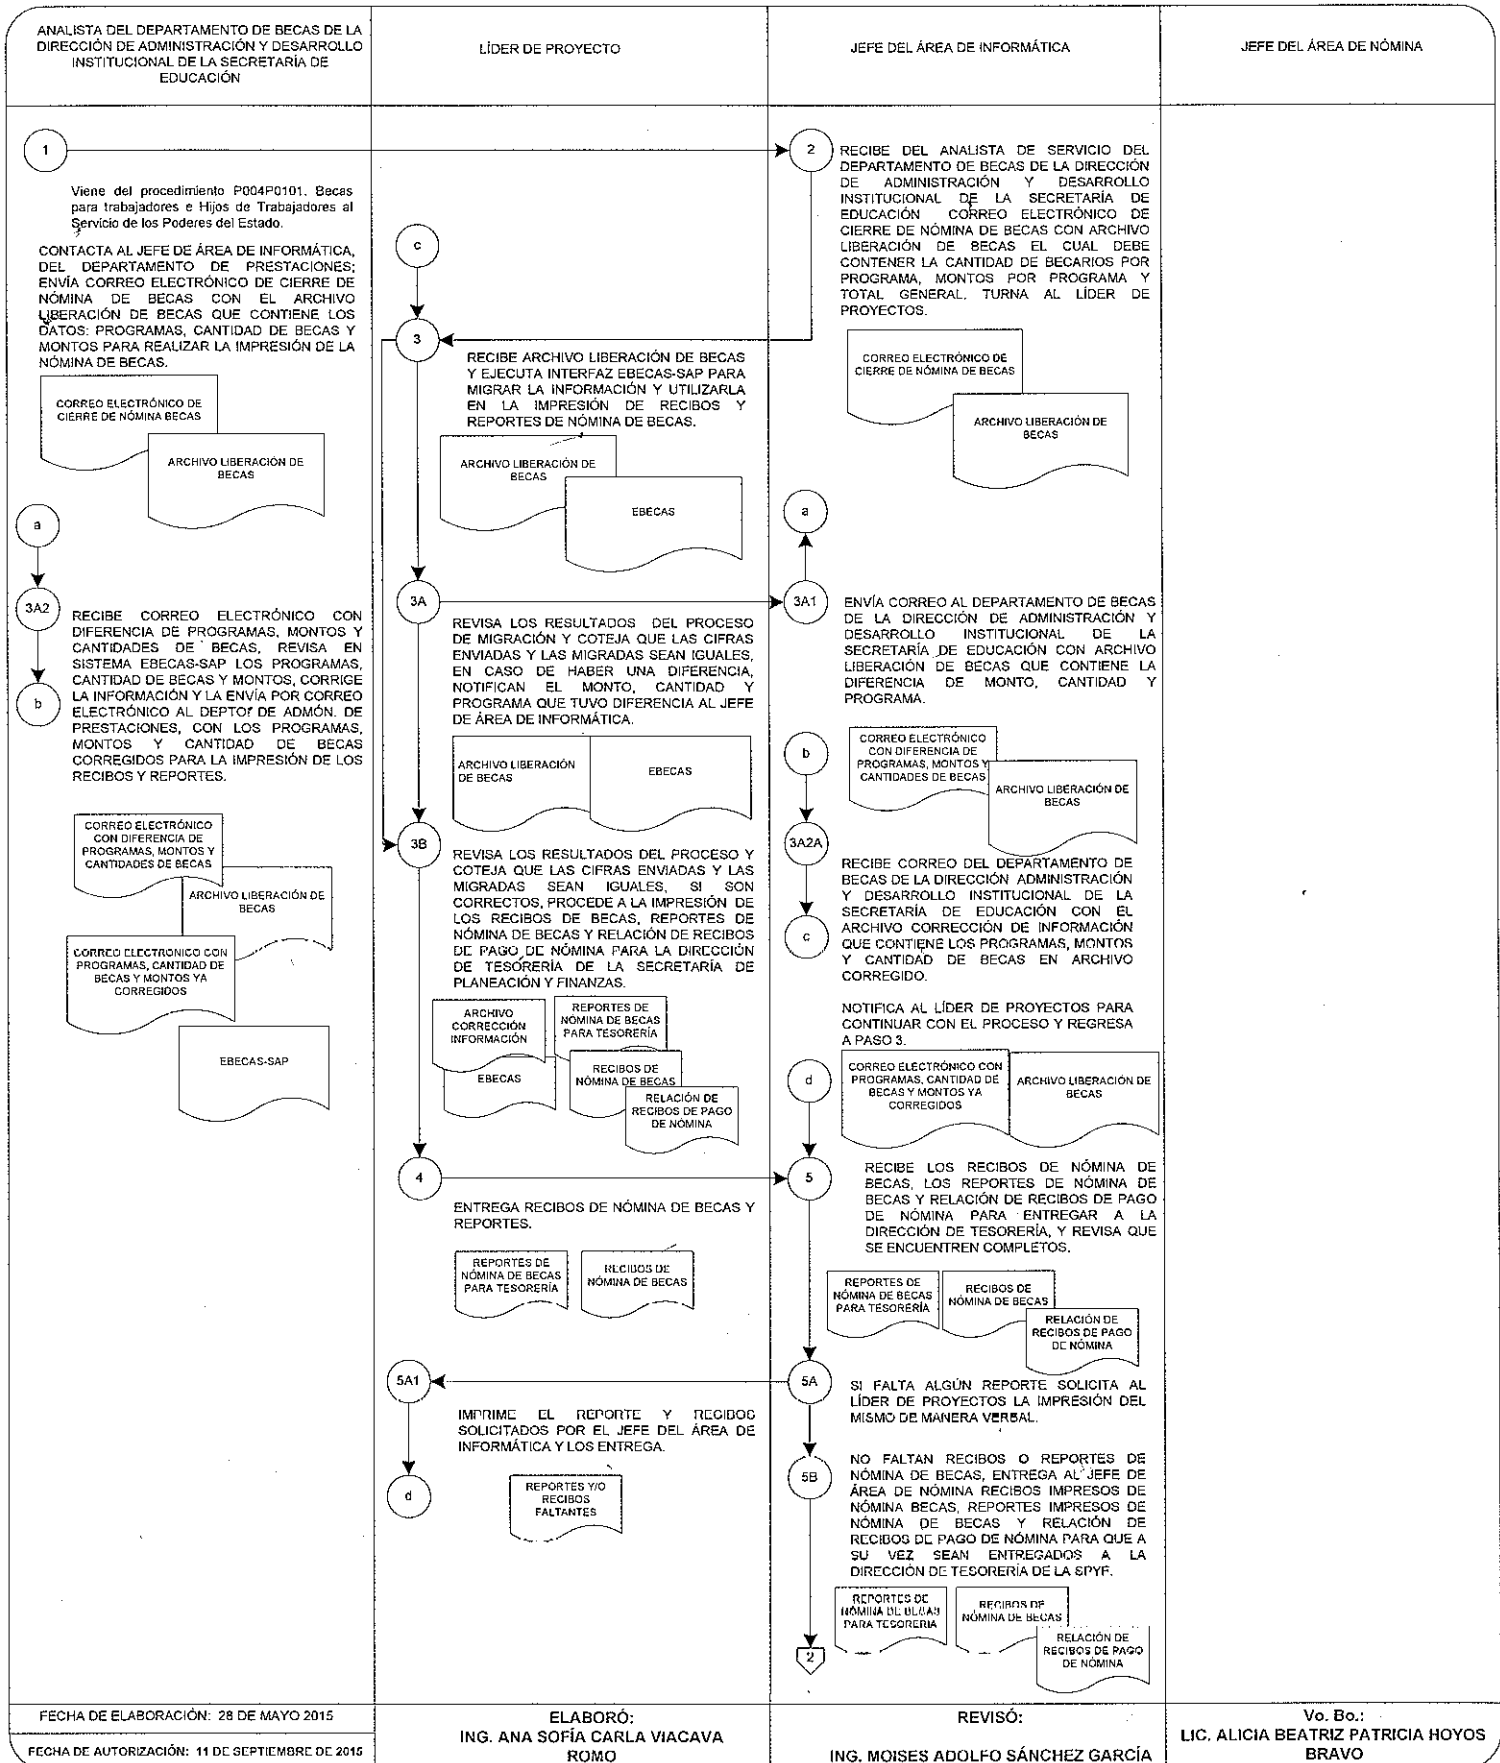 ANALISTA DEL DEPARTAMENTO DE BECAS DE LA
DIRECCIÓN DE ADMINISTRACIÓN Y DESARROLLO
INSTITUCIONAL DE LA SECRETARÍA DE
EDUCACIÓN
LÍDER DE PROYECTO
JEFE DEL ÁREA DE INFORMÁTICA
JEFE DEL ÁREA DE NÓMINA
1
Viene del procedimiento P004P0101. Becas
para trabajadores e Hijos de Trabajadores al
Servicio de los Poderes del Estado.
CONTACTA AL JEFE DE ÁREA DE INFORMÁTICA,
DEL DEPARTAMENTO DE PRESTACIONES;
ENVÍA CORREO ELECTRÓNICO DE CIERRE DE
NÓMINA DE BECAS CON EL ARCHIVO
LIBERACIÓN DE BECAS QUE CONTIENE LOS
DATOS: PROGRAMAS, CANTIDAD DE BECAS Y
MONTOS PARA REALIZAR LA IMPRESIÓN DE LA
NÓMINA DE BECAS.
CORREO ELECTRÓNICO DE
CIERRE DE NÓMINA BECAS
ARCHIVO LIBERACIÓN DE
BECAS
a
3A2
RECIBE CORREO ELECTRÓNICO CON
DIFERENCIA DE PROGRAMAS, MONTOS Y
CANTIDADES DE BECAS, REVISA EN
SISTEMA EBECAS-SAP LOS PROGRAMAS,
CANTIDAD DE BECAS Y MONTOS, CORRIGE
LA INFORMACIÓN Y LA ENVÍA POR CORREO
ELECTRÓNICO AL DEPTO. DE ADMÓN. DE
PRESTACIONES, CON LOS PROGRAMAS,
MONTOS Y CANTIDAD DE BECAS
CORREGIDOS PARA LA IMPRESIÓN DE LOS
RECIBOS Y REPORTES.
b
CORREO ELECTRÓNICO
CON DIFERENCIA DE
PROGRAMAS, MONTOS Y
CANTIDADES DE BECAS
ARCHIVO LIBERACIÓN DE
BECAS
CORREO ELECTRONICO CON
PROGRAMAS, CANTIDAD DE
BECAS Y MONTOS YA
CORREGIDOS
EBECAS-SAP
c
3
RECIBE ARCHIVO LIBERACIÓN DE BECAS
Y EJECUTA INTERFAZ EBECAS-SAP PARA
MIGRAR LA INFORMACIÓN Y UTILIZARLA
EN LA IMPRESIÓN DE RECIBOS Y
REPORTES DE NÓMINA DE BECAS.
ARCHIVO LIBERACIÓN DE
BECAS
EBECAS
3A
REVISA LOS RESULTADOS DEL PROCESO
DE MIGRACIÓN Y COTEJA QUE LAS CIFRAS
ENVIADAS Y LAS MIGRADAS SEAN IGUALES,
EN CASO DE HABER UNA DIFERENCIA,
NOTIFICAN EL MONTO, CANTIDAD Y
PROGRAMA QUE TUVO DIFERENCIA AL JEFE
DE ÁREA DE INFORMÁTICA.
ARCHIVO LIBERACIÓN
DE BECAS
EBECAS
3B
REVISA LOS RESULTADOS DEL PROCESO Y
COTEJA QUE LAS CIFRAS ENVIADAS Y LAS
MIGRADAS SEAN IGUALES, SI SON
CORRECTOS, PROCEDE A LA IMPRESIÓN DE
LOS RECIBOS DE BECAS, REPORTES DE
NÓMINA DE BECAS Y RELACIÓN DE RECIBOS
DE PAGO DE NÓMINA PARA LA DIRECCIÓN
DE TESORERÍA DE LA SECRETARÍA DE
PLANEACIÓN Y FINANZAS.
ARCHIVO
CORRECCIÓN
INFORMACIÓN
EBECAS
REPORTES DE
NÓMINA DE BECAS
PARA TESORERÍA
RECIBOS DE
NÓMINA DE BECAS
RELACIÓN DE
RECIBOS DE PAGO
DE NÓMINA
4
ENTREGA RECIBOS DE NÓMINA DE BECAS Y
REPORTES.
REPORTES DE
NÓMINA DE BECAS
PARA TESORERÍA
RECIBOS DE
NÓMINA DE BECAS
5A1
IMPRIME EL REPORTE Y RECIBOS
SOLICITADOS POR EL JEFE DEL ÁREA DE
INFORMÁTICA Y LOS ENTREGA.
d
REPORTES Y/O
RECIBOS
FALTANTES
2
RECIBE DEL ANALISTA DE SERVICIO DEL
DEPARTAMENTO DE BECAS DE LA DIRECCIÓN
DE ADMINISTRACIÓN Y DESARROLLO
INSTITUCIONAL DE LA SECRETARÍA DE
EDUCACIÓN CORREO ELECTRÓNICO DE
CIERRE DE NÓMINA DE BECAS CON ARCHIVO
LIBERACIÓN DE BECAS EL CUAL DEBE
CONTENER LA CANTIDAD DE BECARIOS POR
PROGRAMA, MONTOS POR PROGRAMA Y
TOTAL GENERAL. TURNA AL LÍDER DE
PROYECTOS.
CORREO ELECTRÓNICO DE
CIERRE DE NÓMINA DE BECAS
ARCHIVO LIBERACIÓN DE
BECAS
a
3A1
ENVÍA CORREO AL DEPARTAMENTO DE BECAS
DE LA DIRECCIÓN DE ADMINISTRACIÓN Y
DESARROLLO INSTITUCIONAL DE LA
SECRETARÍA DE EDUCACIÓN CON ARCHIVO
LIBERACIÓN DE BECAS QUE CONTIENE LA
DIFERENCIA DE MONTO, CANTIDAD Y
PROGRAMA.
CORREO ELECTRÓNICO
CON DIFERENCIA DE
PROGRAMAS, MONTOS Y
CANTIDADES DE BECAS
ARCHIVO LIBERACIÓN DE
BECAS
b
3A2A
RECIBE CORREO DEL DEPARTAMENTO DE
BECAS DE LA DIRECCIÓN ADMINISTRACIÓN
Y DESARROLLO INSTITUCIONAL DE LA
SECRETARÍA DE EDUCACIÓN CON EL
ARCHIVO CORRECCIÓN DE INFORMACIÓN
QUE CONTIENE LOS PROGRAMAS, MONTOS
Y CANTIDAD DE BECAS EN ARCHIVO
CORREGIDO.
c
NOTIFICA AL LÍDER DE PROYECTOS PARA
CONTINUAR CON EL PROCESO Y REGRESA
A PASO 3.
CORREO ELECTRÓNICO CON
PROGRAMAS, CANTIDAD DE
BECAS Y MONTOS YA
CORREGIDOS
ARCHIVO LIBERACIÓN DE
BECAS
d
5
RECIBE LOS RECIBOS DE NÓMINA DE
BECAS, LOS REPORTES DE NÓMINA DE
BECAS Y RELACIÓN DE RECIBOS DE PAGO
DE NÓMINA PARA ENTREGAR A LA
DIRECCIÓN DE TESORERÍA, Y REVISA QUE
SE ENCUENTREN COMPLETOS.
REPORTES DE
NÓMINA DE BECAS
PARA TESORERÍA
RECIBOS DE
NÓMINA DE BECAS
RELACIÓN DE
RECIBOS DE PAGO
DE NÓMINA
5A
SI FALTA ALGÚN REPORTE SOLICITA AL
LÍDER DE PROYECTOS LA IMPRESIÓN DEL
MISMO DE MANERA VERBAL.
5B
NO FALTAN RECIBOS O REPORTES DE
NÓMINA DE BECAS, ENTREGA AL JEFE DE
ÁREA DE NÓMINA RECIBOS IMPRESOS DE
NÓMINA BECAS, REPORTES IMPRESOS DE
NÓMINA DE BECAS Y RELACIÓN DE
RECIBOS DE PAGO DE NÓMINA PARA QUE A
SU VEZ SEAN ENTREGADOS A LA
DIRECCIÓN DE TESORERÍA DE LA SPYF.
REPORTES DE
NÓMINA DE BECAS
PARA TESORERIA
RECIBOS DE
NÓMINA DE BECAS
RELACIÓN DE
RECIBOS DE PAGO
DE NÓMINA
2
FECHA DE ELABORACIÓN: 28 DE MAYO 2015
FECHA DE AUTORIZACIÓN: 11 DE SEPTIEMBRE DE 2015
ELABORÓ:
ING. ANA SOFÍA CARLA VIACAVA
ROMO
REVISÓ:
ING. MOISES ADOLFO SÁNCHEZ GARCÍA
Vo. Bo.:
LIC. ALICIA BEATRIZ PATRICIA HOYOS
BRAVO